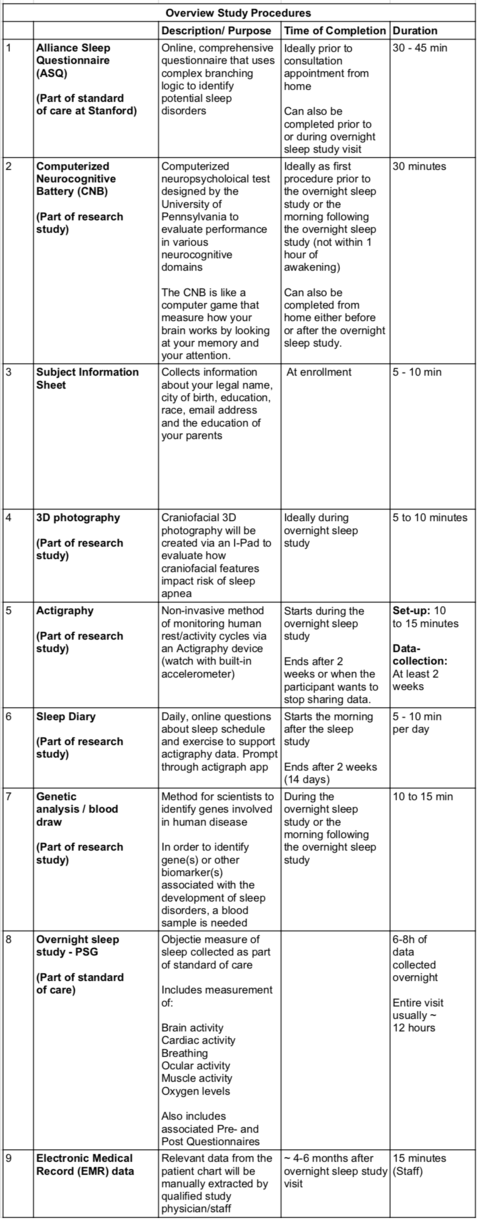 Overview Study Procedures
Description/ Purpose
Time of Completion
Duration
1
Alliance Sleep
Questionnaire
(ASQ)
(Part of standard
of care at Stanford)
Online, comprehensive
questionnaire that uses
complex branching
logic to identify
potential sleep
disorders
Ideally prior to
consultation
appointment from
home
Can also be
completed prior to
or during overnight
sleep study visit
30 - 45 min
2
Computerized
Neurocognitive
Battery (CNB)
(Part of research
study)
Computerized
neuropsycholoical test
designed by the
University of
Pennsylvania to
evaluate performance
in various
neurocognitive
domains
The CNB is like a
computer game that
measure how your
brain works by looking
at your memory and
your attention.
Ideally as first
procedure prior to
the overnight sleep
study or the
morning following
the overnight sleep
study (not within 1
hour of
awakening)
Can also be
completed from
home either before
or after the overnight
sleep study.
30 minutes
3
Subject Information
Sheet
Collects information
about your legal name,
city of birth, education,
race, email address
and the education of
your parents
At enrollment
5 - 10 min
4
3D photography
(Part of research
study)
Craniofacial 3D
photography will be
created via an I-Pad to
evaluate how
craniofacial features
impact risk of sleep
apnea
Ideally during
overnight sleep
study
5 to 10 minutes
5
Actigraphy
(Part of research
study)
Non-invasive method
of monitoring human
rest/activity cycles via
an Actigraphy device
(watch with built-in
accelerometer)
Starts during the
overnight sleep
study
Ends after 2
weeks or when the
participant wants to
stop sharing data.
Set-up: 10
to 15 minutes
Data-
collection:
At least 2
weeks
6
Sleep Diary
(Part of research
study)
Daily, online questions
about sleep schedule
and exercise to support
actigraphy data. Prompt
through actigraph app
Starts the morning
after the sleep
study
Ends after 2 weeks
(14 days)
5 - 10 min
per day
7
Genetic
analysis / blood
draw
(Part of research
study)
Method for scientists to
identify genes involved
in human disease
In order to identify
gene(s) or other
biomarker(s)
associated with the
development of sleep
disorders, a blood
sample is needed
During the
overnight sleep
study or the
morning following
the overnight sleep
study
10 to 15 min
8
Overnight sleep
study - PSG
(Part of standard
of care)
Objectie measure of
sleep collected as part
of standard of care
Includes measurement
of:
Brain activity
Cardiac activity
Breathing
Ocular activity
Muscle activity
Oxygen levels
Also includes
associated Pre- and
Post Questionnaires
6-8h of
data
collected
overnight
Entire visit
usually ~
12 hours
9
Electronic Medical
Record (EMR) data
Relevant data from the
patient chart will be
manually extracted by
qualified study
physician/staff
~ 4-6 months after
overnight sleep study
visit
15 minutes
(Staff)